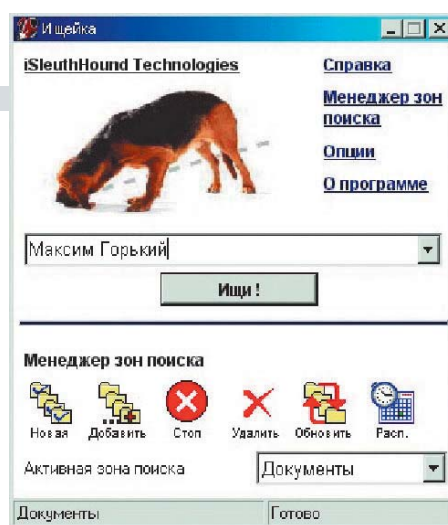 Ищейка
iSleuthHound Technologies
Справка
Менеджер зон
поиска
Опции
О программе
Максим Горький
Ищи !
Менеджер зон поиска
Новая Добавить Стоп Удалить Обновить Расп.
Активная зона поиска Документы
Документы Готово